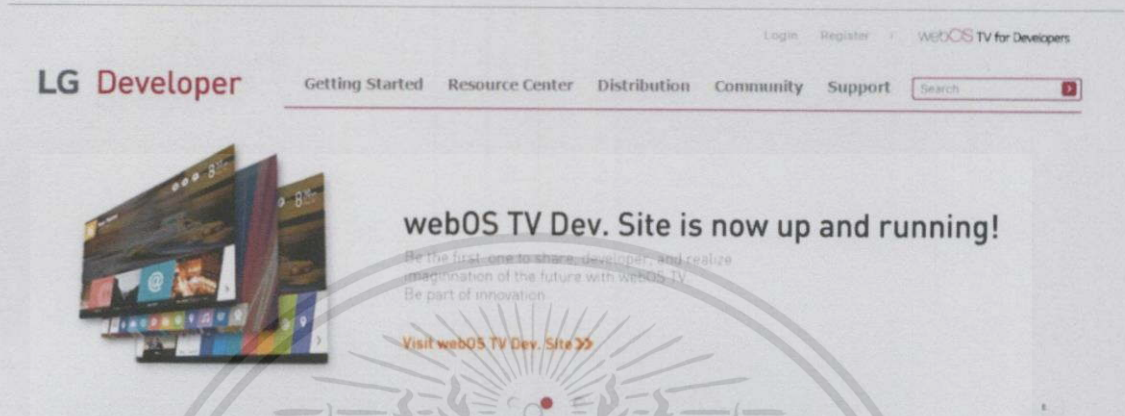 Login Register webOS TV for Developers
LG Developer
Getting Started Resource Center Distribution Community Support Search
webOS TV Dev. Site is now up and running!
Be the first-one to share, developer, and realize
imaginnation of the future with webOS TV.
Be part of innovation.
Visit webOS TV Dev. Site